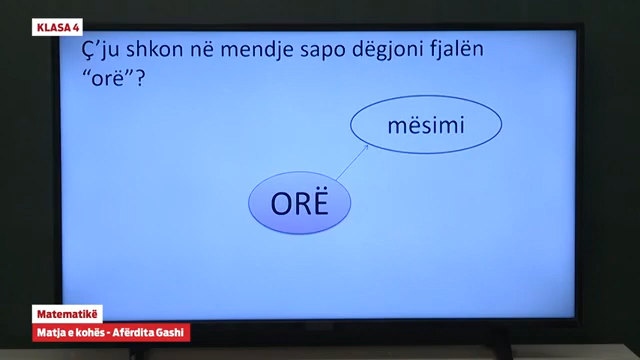 KLASA 4
Ç’ju shkon në mendje sapo dëgjoni fjalën
“orë”?
mësimi
ORË
Matematikë
Matja e kohës - Afërdita Gashi